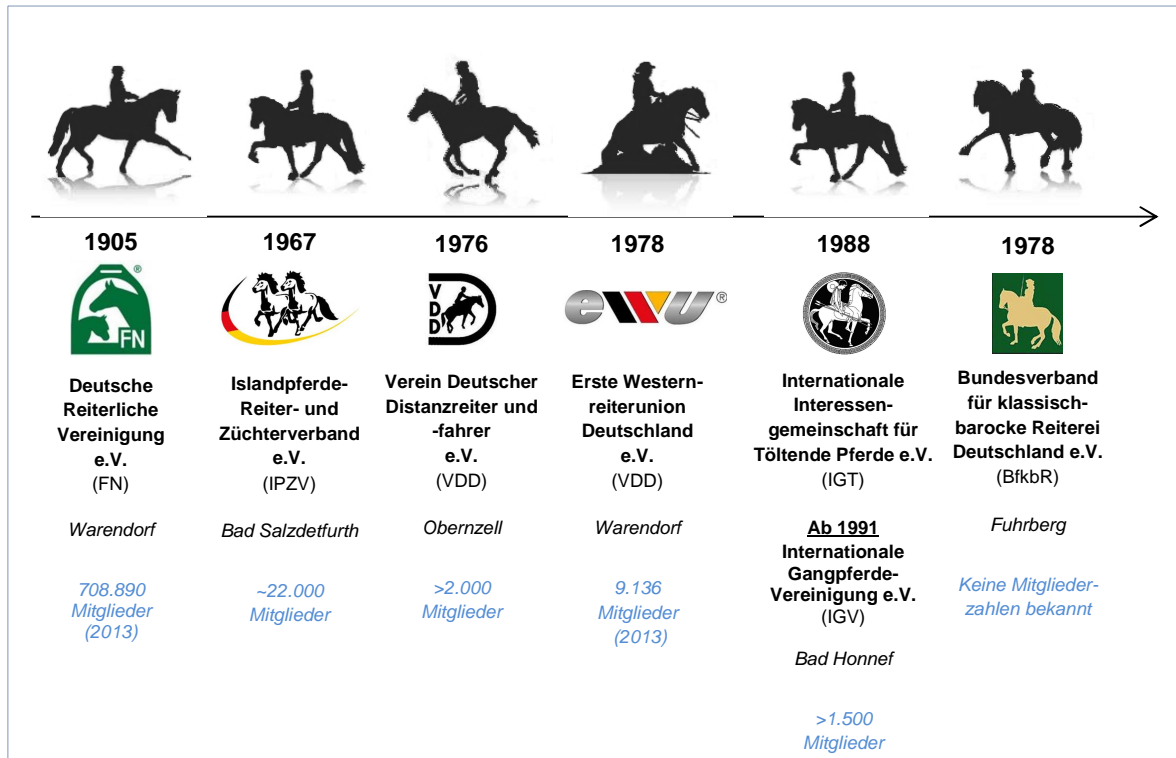 1905
FN
®
Deutsche
Reiterliche
Vereinigung
e.V.
(FN)
Warendorf
708.890
Mitglieder
(2013)
1967
Islandpferde-
Reiter- und
Züchterverband
e.V.
(IPZV)
Bad Salzdetfurth
~22.000
Mitglieder
1976
VDD
Verein Deutscher
Distanzreiter und
-fahrer
e.V.
(VDD)
Obernzell
>2.000
Mitglieder
1978
ewu®
Erste Western-
reiterunion
Deutschland
e.V.
(VDD)
Warendorf
9.136
Mitglieder
(2013)
1988
Internationale
Interessen-
gemeinschaft für
Töltende Pferde e.V.
(IGT)
Ab 1991
Internationale
Gangpferde-
Vereinigung e.V.
(IGV)
Bad Honnef
>1.500
Mitglieder
1978
Bundesverband
für klassisch-
barocke Reiterei
Deutschland e.V.
(BfkbR)
Fuhrberg
Keine Mitglieder-
zahlen bekannt